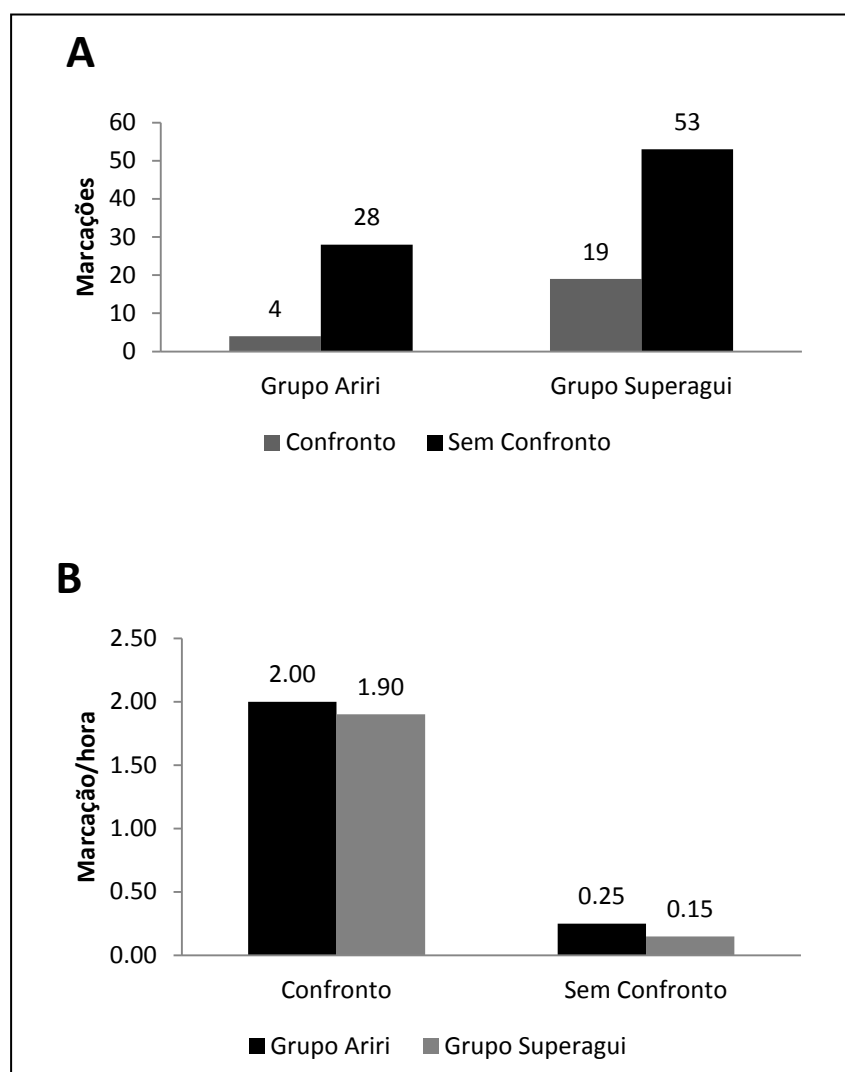 A
60
50
40
30
20
10
0
Marcações
4
28
19
53
Grupo Ariri
Grupo Superagui
Confronto
Sem Confronto
B
2.50
2.00
1.50
1.00
0.50
0.00
Marcação/hora
2.00
1.90
0.25
0.15
Confronto
Sem Confronto
Grupo Ariri
Grupo Superagui